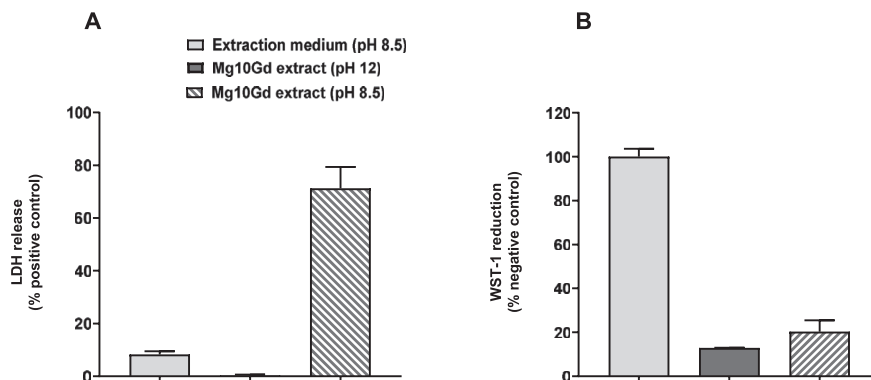 A
B
Extraction medium (pH 8.5)
Mg10Gd extract (pH 12)
Mg10Gd extract (pH 8.5)
LDH release
(% positive control)
100
80
60
40
20
0
WST-1 reduction
(% negative control)
120
100
80
60
40
20
0